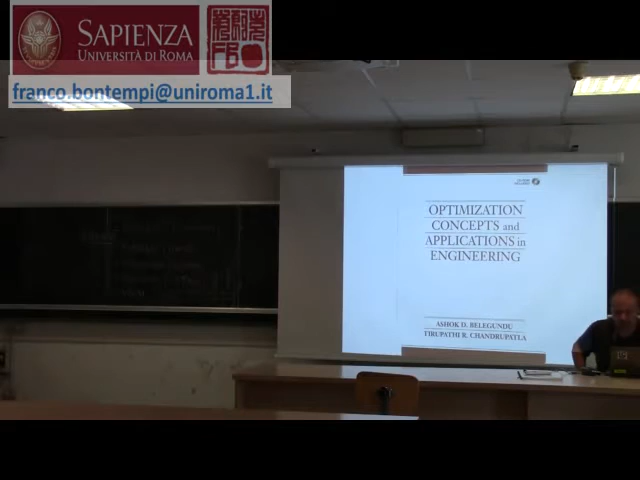 SAPIENZA
UNIVERSITÀ DI ROMA
franco.bontempi@uniroma1.it
OPTIMIZATION
CONCEPTS and
APPLICATIONS in
ENGINEERING
ASHOK D. BELEGUNDU
TIRUPATHI R. CHANDRUPATLA